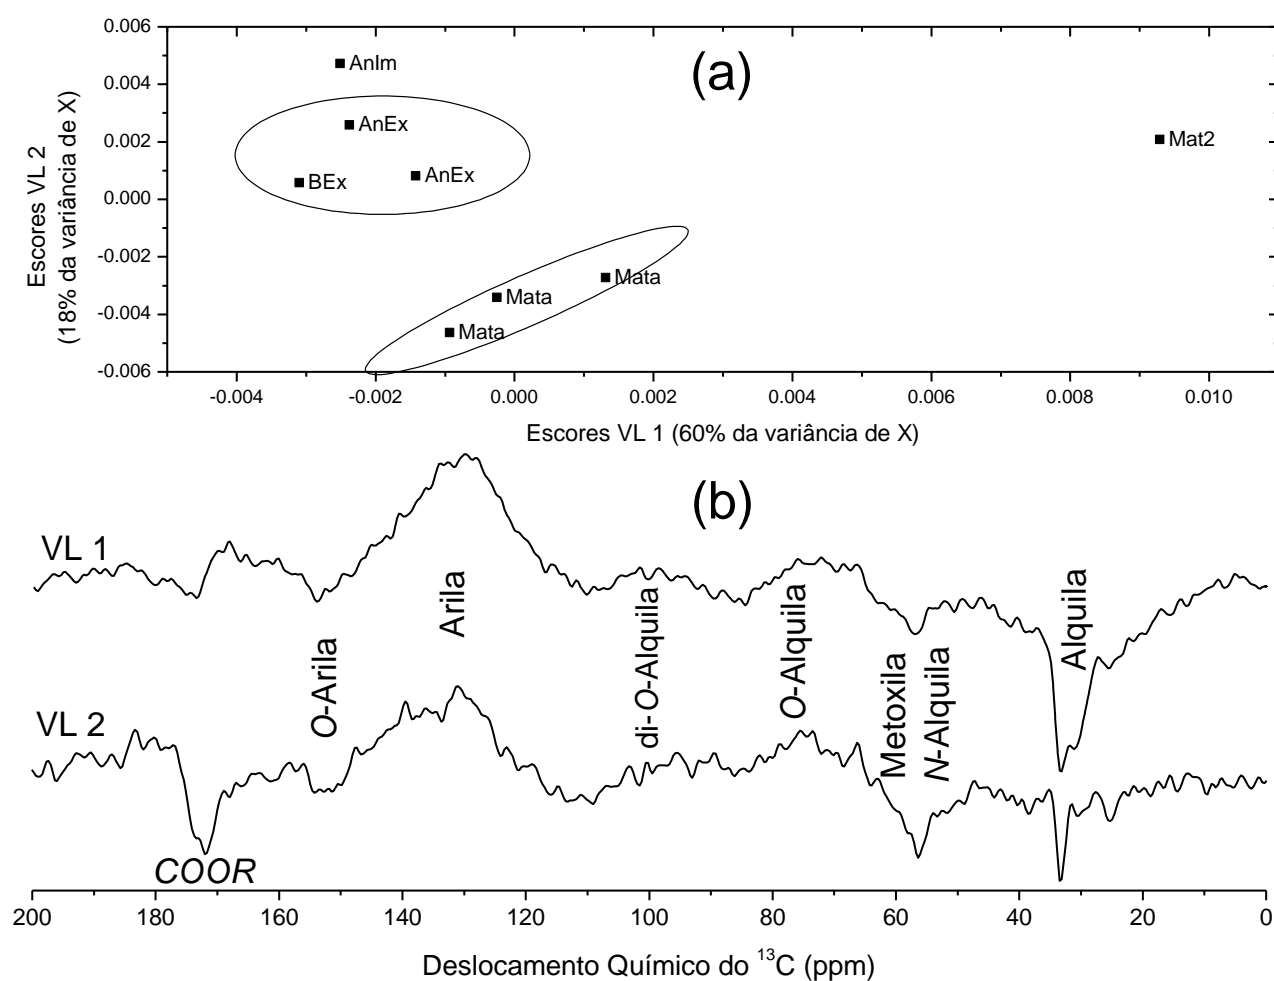 (a)
Escores VL 2
(18% da variância de X)
0.006
0.004
0.002
0.000
-0.002
-0.004
-0.006
AnIm
AnEx
BEx
AnEx
Mat2
Mata
Mata
Mata
-0.004
-0.002
0.000
0.002
0.004
0.006
0.008
0.010
Escores VL 1 (60% da variância de X)
(b)
VL 1
VL 2
COOR
O-Arila
Arila
di-O-Alquila
O-Alquila
Metoxila
N-Alquila
Alquila
200
180
160
140
120
100
80
60
40
20
0
Deslocamento Químico do ¹³C (ppm)